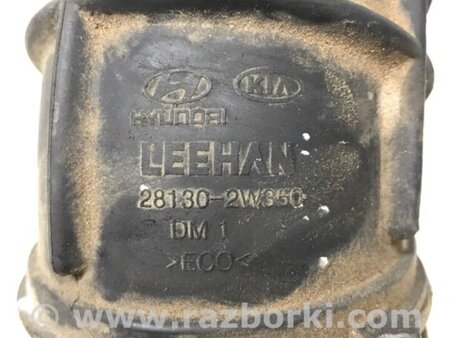 KIA
HYUNDAI
LEEHAN
28130-2W350
DM 1
>ECO<
www.razborki.com